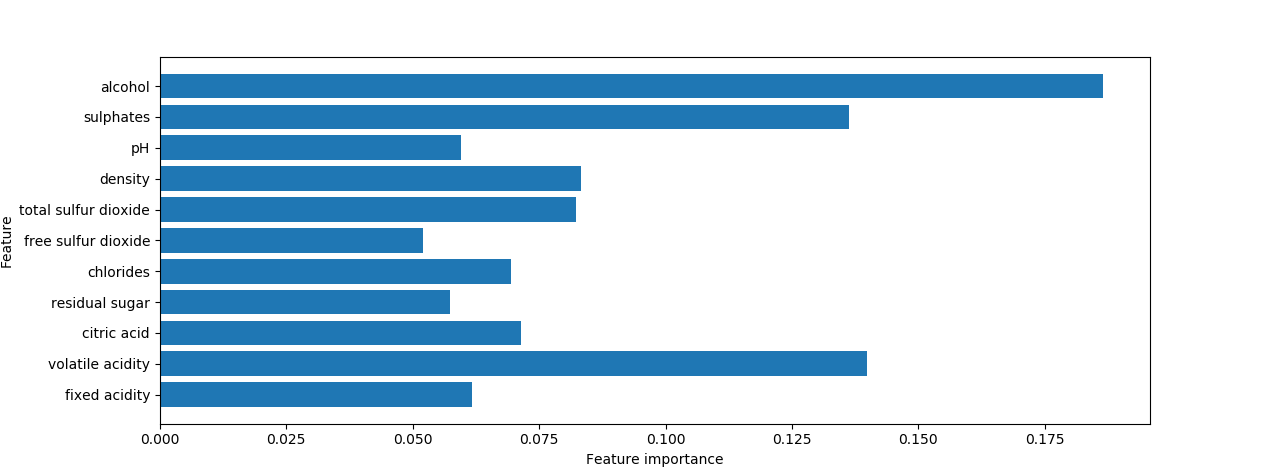 alcohol
sulphates
pH
density
total sulfur dioxide
free sulfur dioxide
chlorides
residual sugar
citric acid
volatile acidity
fixed acidity
Feature
0.000 0.025 0.050 0.075 0.100 0.125 0.150 0.175
Feature importance